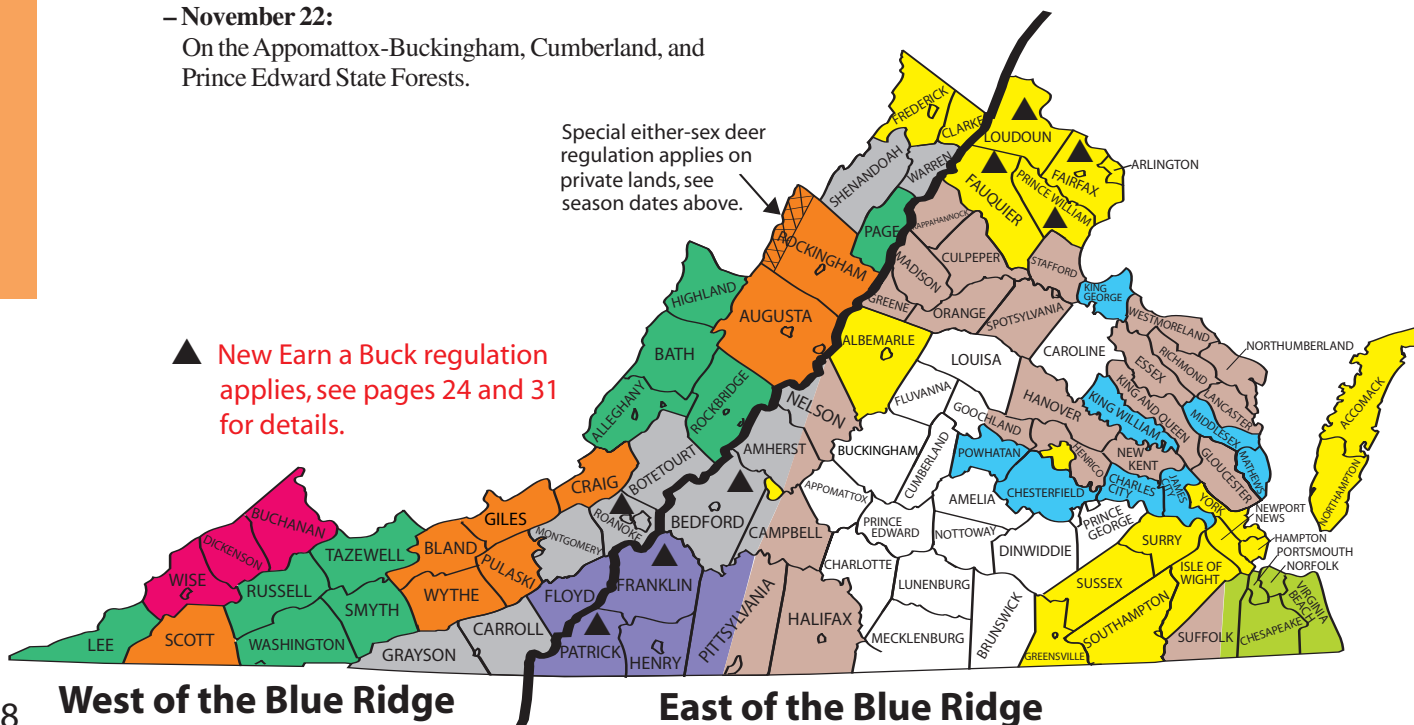 – November 22:
On the Appomattox-Buckingham, Cumberland, and
Prince Edward State Forests.
Special either-sex deer
regulation applies on
private lands, see
season dates above.
▲ New Earn a Buck regulation
applies, see pages 24 and 31
for details.
FREDERICK
CLARKE
LOUDOUN
SHENANDOAH
WARREN
FAUQUIER
PRINCE WILLIAM
FAIRFAX
ARLINGTON
ROCKINGHAM
PAGE
RAPPAHANNOCK
MADISON
CULPEPER
STAFFORD
KING
GEORGE
HIGHLAND
AUGUSTA
GREENE
ORANGE
SPOTSYLVANIA
WESTMORELAND
NORTHUMBERLAND
BATH
ALBEMARLE
LOUISA
CAROLINE
ESSEX
RICHMOND
LANCASTER
ALLEGHANY
ROCKBRIDGE
NELSON
FLUVANNA
GOOCHLAND
HANOVER
KING WILLIAM
KING AND QUEEN
MIDDLESEX
MATHEWS
ACCOMACK
NORTHAMPTON
CRAIG
BOTETOURT
AMHERST
BUCKINGHAM
CUMBERLAND
POWHATAN
HENRICO
NEW
KENT
GLOUCESTER
CHESTERFIELD
CHARLES
CITY
JAMES
CITY
YORK
NEWPORT
NEWS
HAMPTON
PORTSMOUTH
NORFOLK
BUCHANAN
DICKENSON
WISE
TAZEWELL
BLAND
GILES
PULASKI
MONTGOMERY
ROANOKE
BEDFORD
CAMPBELL
APPOMATTOX
PRINCE
EDWARD
AMELIA
NOTTOWAY
DINWIDDIE
PRINCE
GEORGE
SURRY
ISLE OF
WIGHT
RUSSELL
SMYTH
WYTHE
FLOYD
FRANKLIN
CHARLOTTE
LUNENBURG
SUSSEX
SOUTHAMPTON
VIRGINIA
BEACH
LEE
SCOTT
WASHINGTON
GRAYSON
CARROLL
PATRICK
HENRY
PITTSYLVANIA
HALIFAX
MECKLENBURG
BRUNSWICK
GREENSVILLE
SUFFOLK
CHESAPEAKE
8
West of the Blue Ridge
East of the Blue Ridge